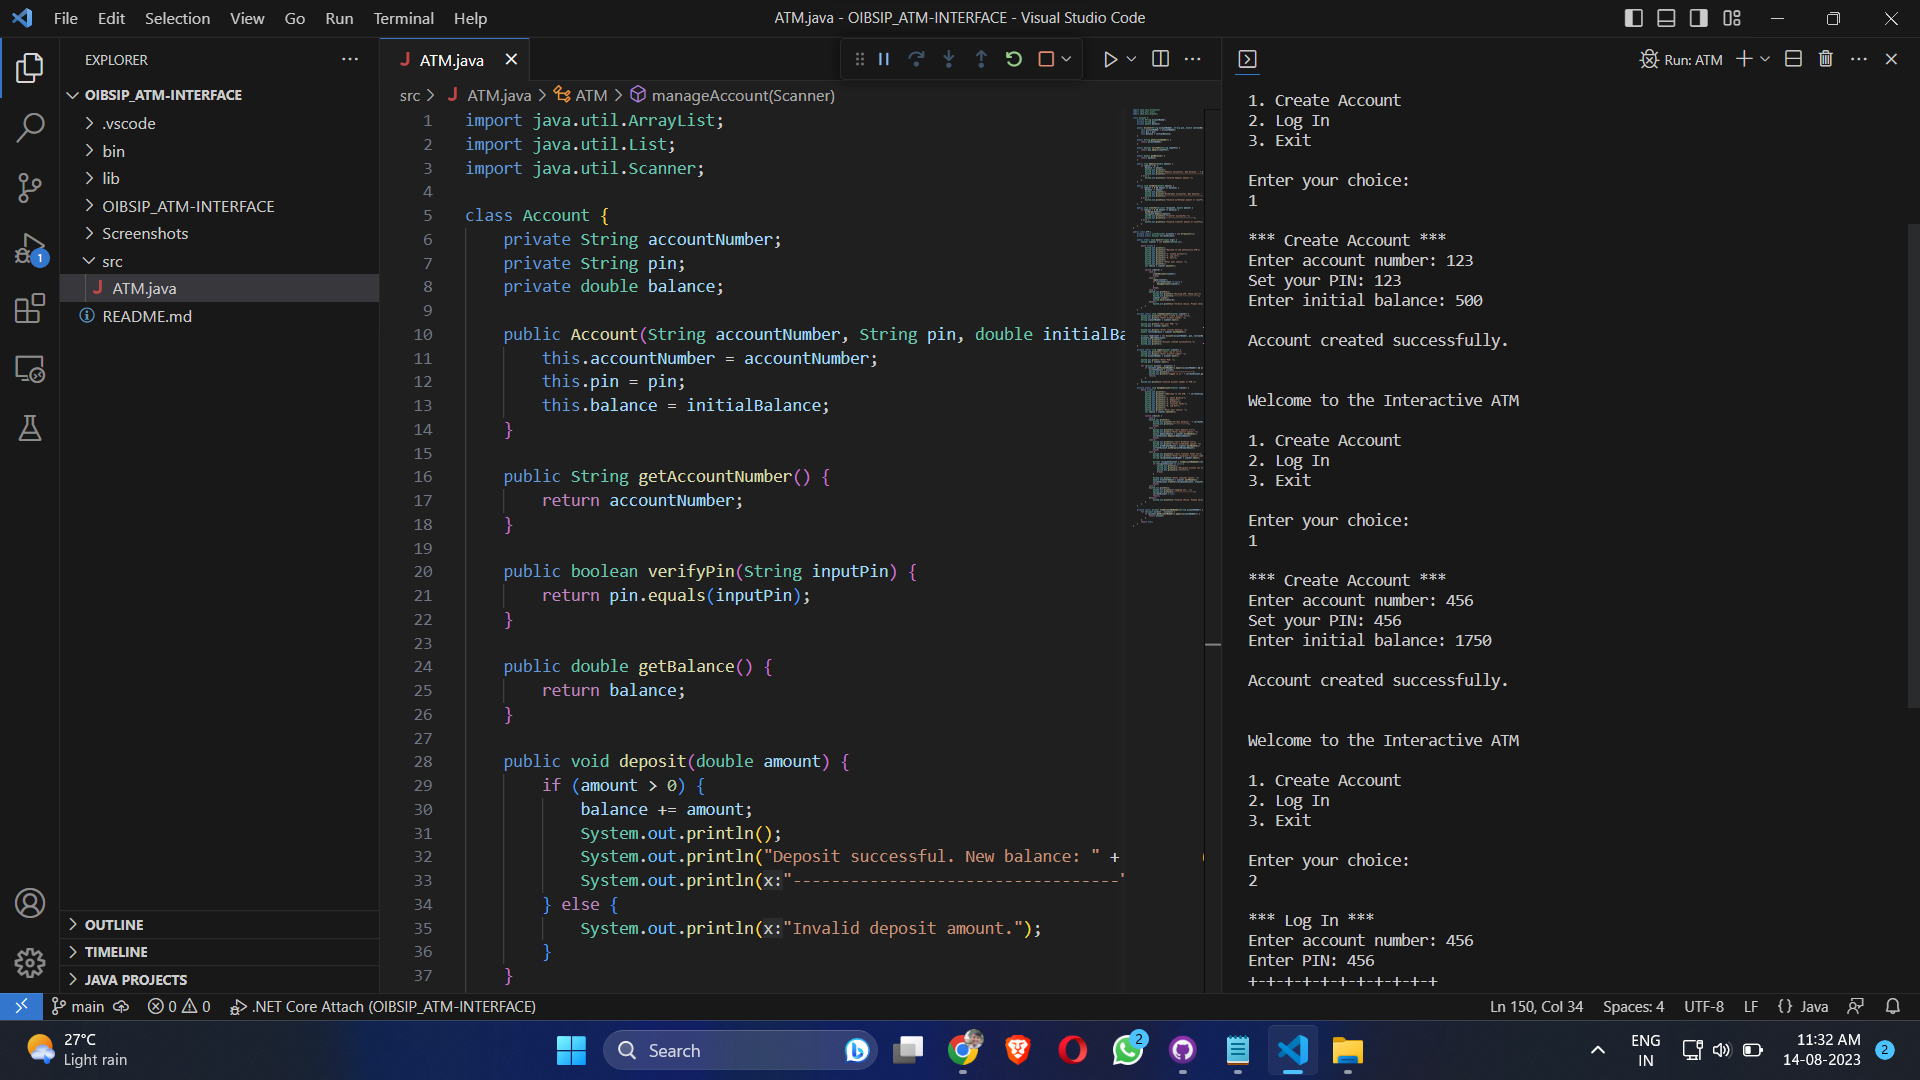 File Edit Selection View Go Run Terminal Help
ATM.java - OIBSIP_ATM-INTERFACE - Visual Studio Code
EXPLORER
OIBSIP_ATM-INTERFACE
.vscode
bin
lib
OIBSIP_ATM-INTERFACE
Screenshots
src
J ATM.java
README.md
OUTLINE
TIMELINE
JAVA PROJECTS
1
J ATM.java
src > J ATM.java > ATM > manageAccount(Scanner)
1 import java.util.ArrayList;
2 import java.util.List;
3 import java.util.Scanner;
4
5 class Account {
6 private String accountNumber;
7 private String pin;
8 private double balance;
9
10 public Account(String accountNumber, String pin, double initialBa
11 this.accountNumber = accountNumber;
12 this.pin = pin;
13 this.balance = initialBalance;
14 }
15
16 public String getAccountNumber() {
17 return accountNumber;
18 }
19
20 public boolean verifyPin(String inputPin) {
21 return pin.equals(inputPin);
22 }
23
24 public double getBalance() {
25 return balance;
26 }
27
28 public void deposit(double amount) {
29 if (amount > 0) {
30 balance += amount;
31 System.out.println();
32 System.out.println("Deposit successful. New balance: " +
33 System.out.println(x:"----------------------------------"
34 } else {
35 System.out.println(x:"Invalid deposit amount.");
36 }
37 }
Run: ATM
1. Create Account
2. Log In
3. Exit
Enter your choice:
1
*** Create Account ***
Enter account number: 123
Set your PIN: 123
Enter initial balance: 500
Account created successfully.
Welcome to the Interactive ATM
1. Create Account
2. Log In
3. Exit
Enter your choice:
1
*** Create Account ***
Enter account number: 456
Set your PIN: 456
Enter initial balance: 1750
Account created successfully.
Welcome to the Interactive ATM
1. Create Account
2. Log In
3. Exit
Enter your choice:
2
*** Log In ***
Enter account number: 456
Enter PIN: 456
+-+-+-+-+-+-+-+-+-+-+
main 0 0 .NET Core Attach (OIBSIP_ATM-INTERFACE)
Ln 150, Col 34 Spaces: 4 UTF-8 LF {} Java
27°C
Light rain
Search
2
ENG
IN
11:32 AM
14-08-2023
2